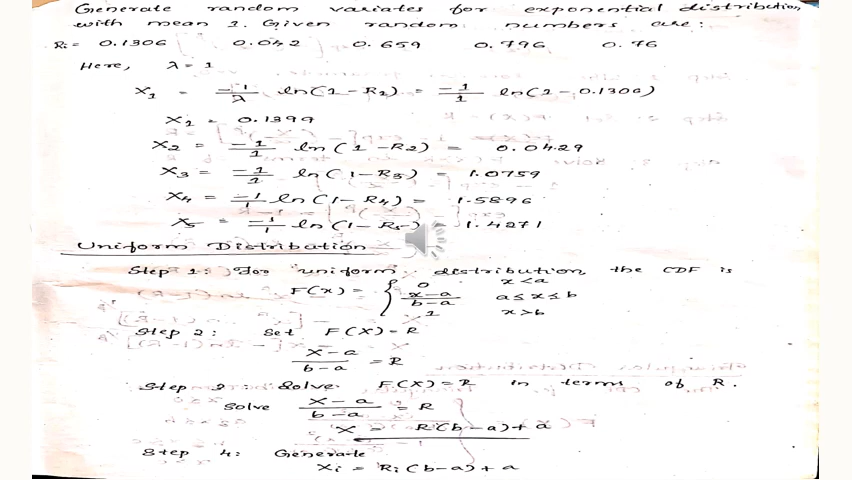 Generate random variates for exponential distribution
with mean 1. Given random numbers are:
Ri = 0.1306 0.042 0.659 0.796 0.76
Here, λ = 1
X1 = -1/λ ln(1 - R1) = -1/1 ln(1 - 0.1306)
X1 = 0.1399
X2 = -1/1 ln(1 - R2) = 0.0429
X3 = -1/1 ln(1 - R3) = 1.0759
X4 = -1/1 ln(1 - R4) = 1.5896
X5 = -1/1 ln(1 - R5) = 1.4271
Uniform Distribution
Step 1: For uniform distribution, the CDF is
F(x) = { 0 x < a
x-a/b-a a ≤ x ≤ b
1 x > b
Step 2: Set F(X) = R
X-a/b-a = R
Step 3: Solve F(X) = R in terms of R.
Solve X-a/b-a = R
X = R(b-a) + a
Step 4: Generate
Xi = Ri(b-a) + a